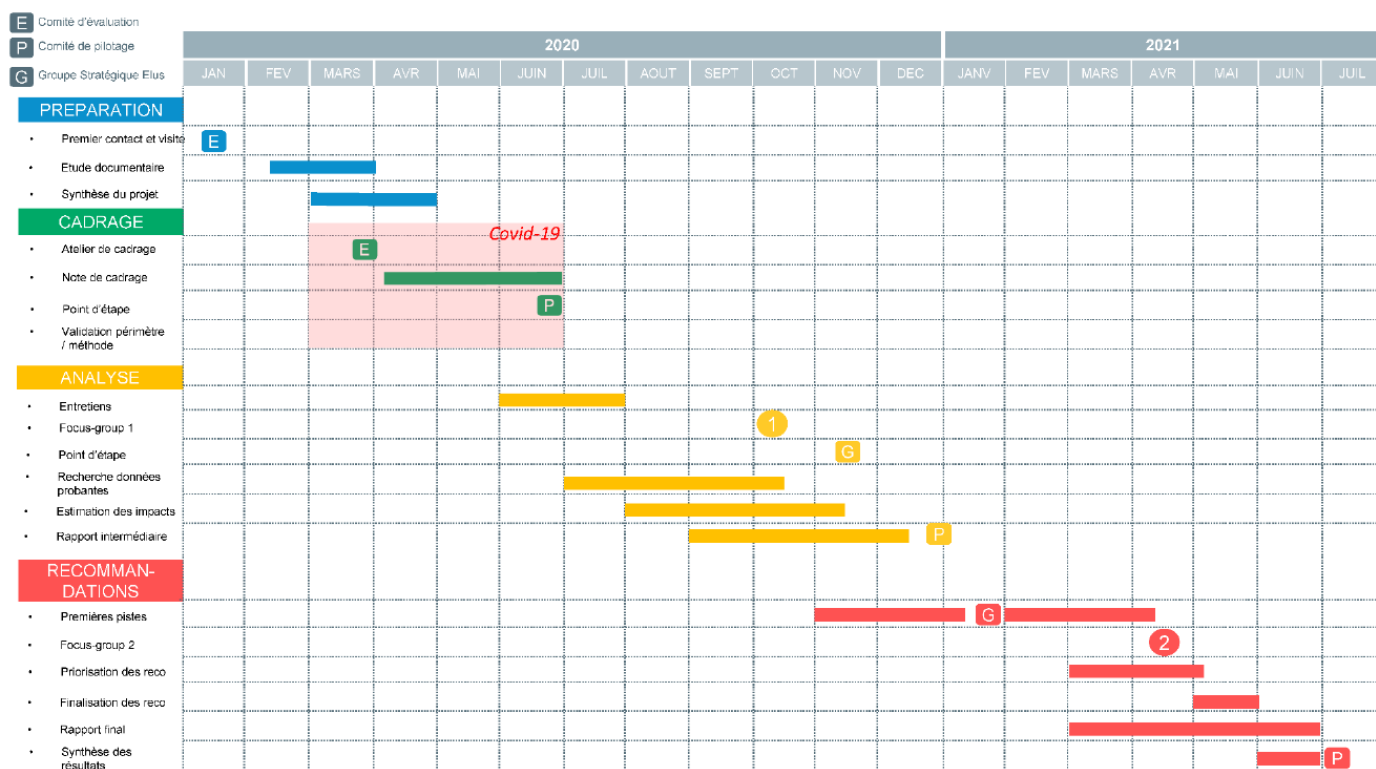 E Comité d'évaluation
P Comité de pilotage
G Groupe Stratégique Elus
2020 2021
JAN FEV MARS AVR MAI JUIN JUIL AOUT SEPT OCT NOV DEC JANV FEV MARS AVR MAI JUIN JUIL
PREPARATION
• Premier contact et visite E
• Etude documentaire
• Synthèse du projet
CADRAGE
Covid-19
• Atelier de cadrage E
• Note de cadrage
• Point d'étape P
• Validation périmètre
/ méthode
ANALYSE
• Entretiens
• Focus-group 1 1
• Point d'étape G
• Recherche données
probantes
• Estimation des impacts
• Rapport intermédiaire P
RECOMMAN-
DATIONS
• Premières pistes G
• Focus-group 2 2
• Priorisation des reco
• Finalisation des reco
• Rapport final
• Synthèse des
résultats P